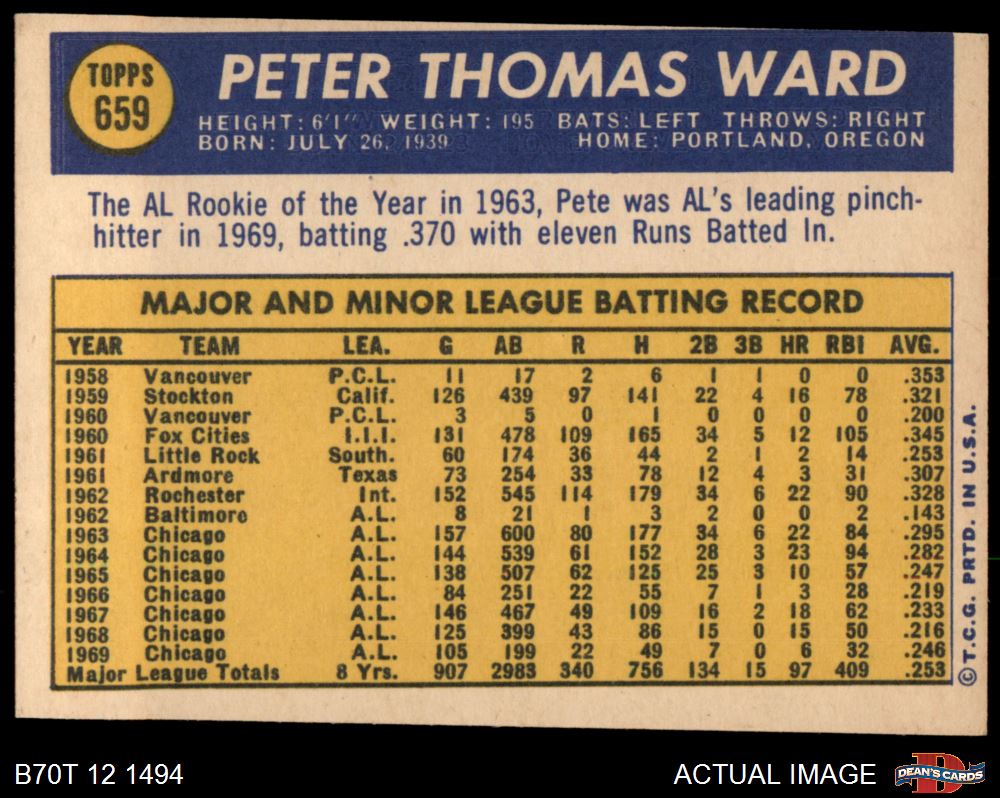 TOPPS
659
PETER THOMAS WARD
HEIGHT: 6'1" WEIGHT: 195 BATS: LEFT THROWS: RIGHT
BORN: JULY 26, 1939 HOME: PORTLAND, OREGON
The AL Rookie of the Year in 1963, Pete was AL's leading pinch-
hitter in 1969, batting .370 with eleven Runs Batted In.
MAJOR AND MINOR LEAGUE BATTING RECORD
YEAR TEAM LEA. G AB R H 2B 3B HR RBI AVG.
1958 Vancouver P.C.L. 11 17 2 6 1 1 0 0 .353
1959 Stockton Calif. 126 439 97 141 22 4 16 78 .321
1960 Vancouver P.C.L. 3 5 0 1 0 0 0 0 .200
1960 Fox Cities I.I.I. 131 478 109 165 34 5 12 105 .345
1961 Little Rock South. 60 174 36 44 2 1 2 14 .253
1961 Ardmore Texas 73 254 33 78 12 4 3 31 .307
1962 Rochester Int. 152 545 114 179 34 6 22 90 .328
1962 Baltimore A.L. 8 21 1 3 2 0 0 2 .143
1963 Chicago A.L. 157 600 80 177 34 6 22 84 .295
1964 Chicago A.L. 144 539 61 152 28 3 23 94 .282
1965 Chicago A.L. 138 507 62 125 25 3 10 57 .247
1966 Chicago A.L. 84 251 22 55 7 1 3 28 .219
1967 Chicago A.L. 146 467 49 109 16 2 18 62 .233
1968 Chicago A.L. 125 399 43 86 15 0 15 50 .216
1969 Chicago A.L. 105 199 22 49 7 0 6 32 .246
Major League Totals 8 Yrs. 907 2983 340 756 134 15 97 409 .253
© T.C.G. PRTD. IN U.S.A.
B70T 12 1494
ACTUAL IMAGE
D
DEAN'S CARDS